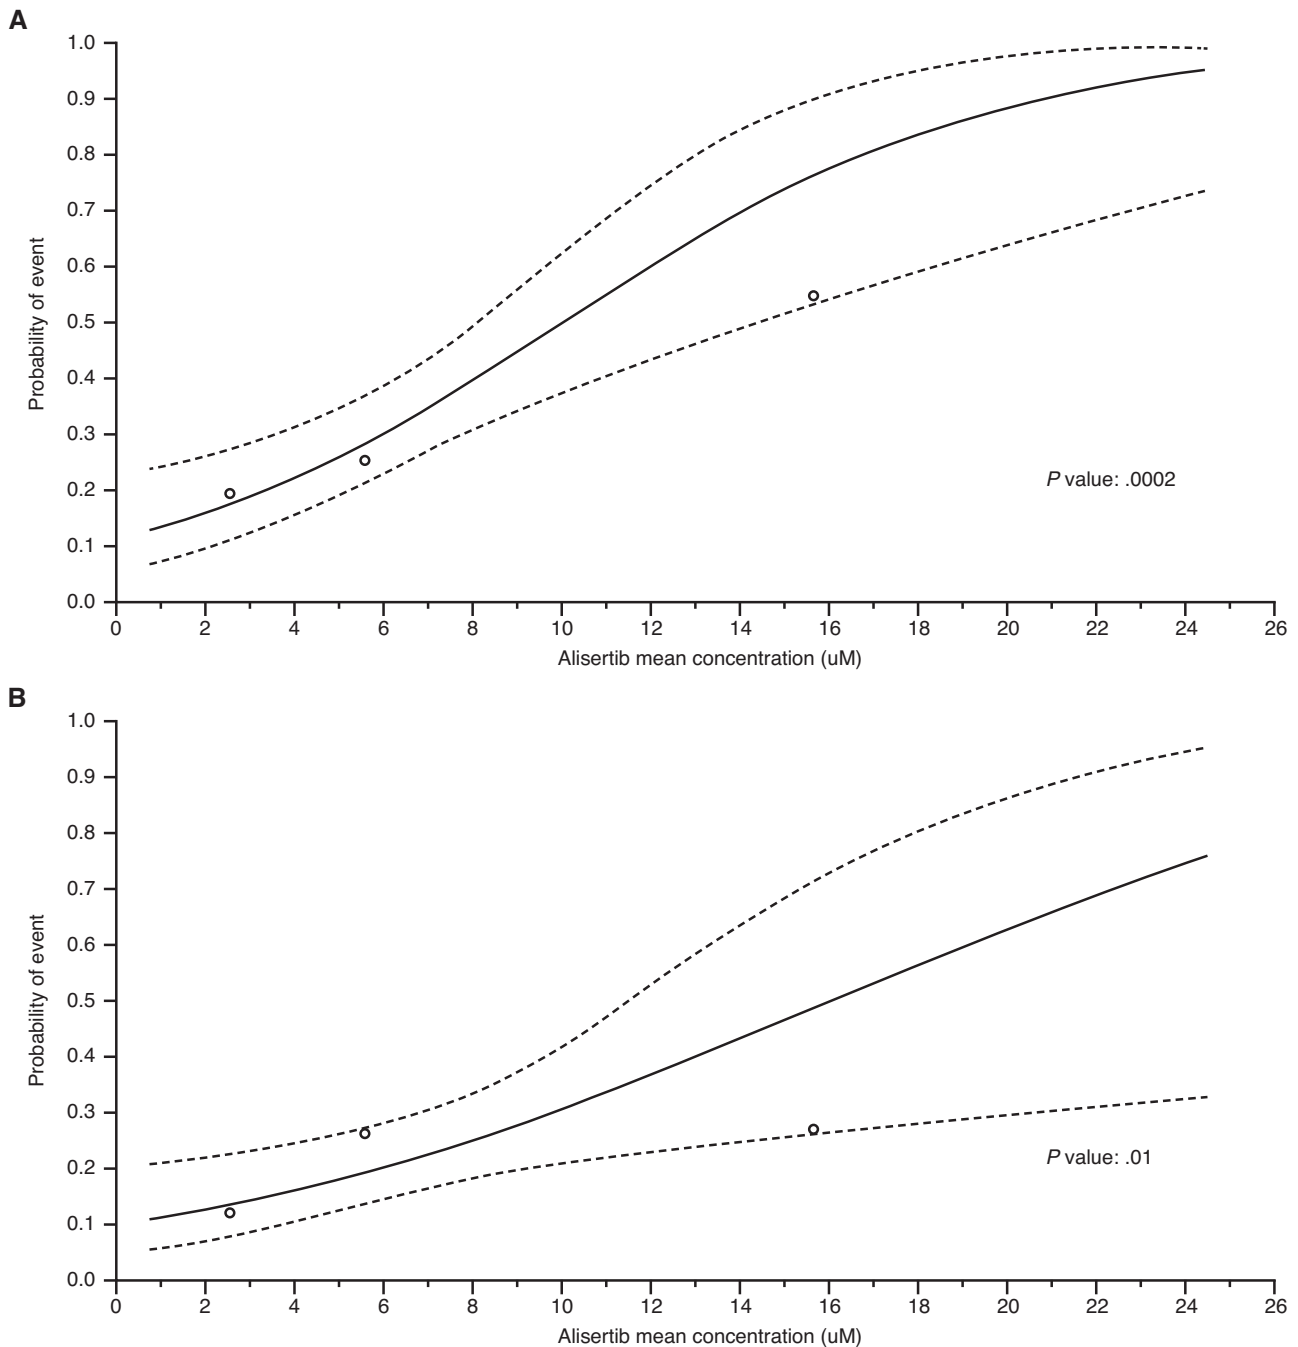 A
1.0
0.9
0.8
0.7
0.6
0.5
0.4
0.3
0.2
0.1
0.0
Probability of event
P value: .0002
0 2 4 6 8 10 12 14 16 18 20 22 24 26
Alisertib mean concentration (uM)
B
1.0
0.9
0.8
0.7
0.6
0.5
0.4
0.3
0.2
0.1
0.0
Probability of event
P value: .01
0 2 4 6 8 10 12 14 16 18 20 22 24 26
Alisertib mean concentration (uM)